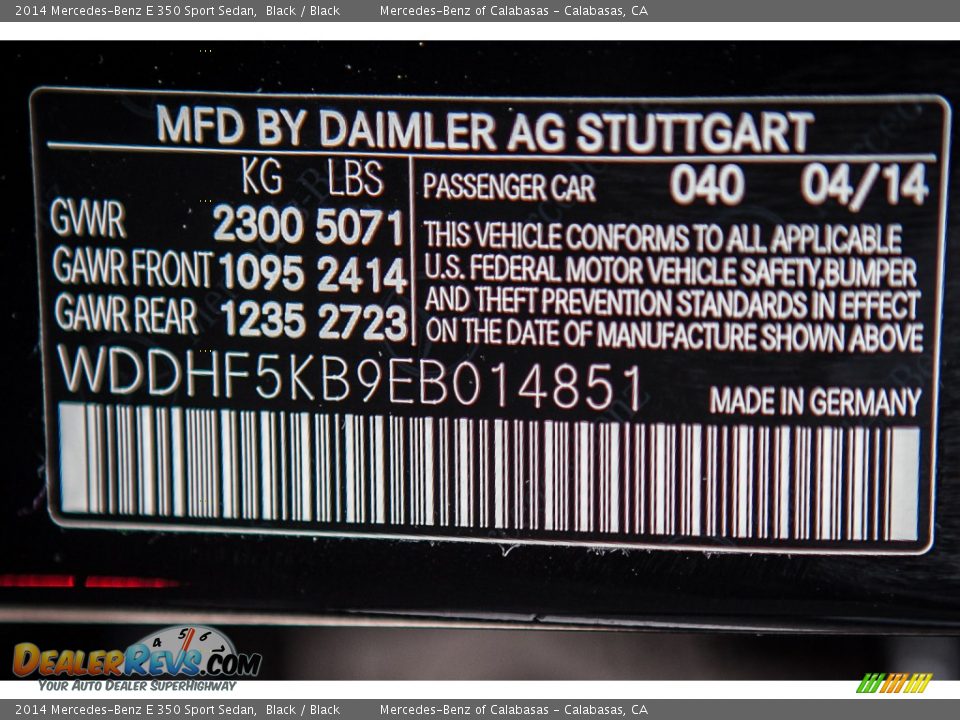 2014 Mercedes-Benz E 350 Sport Sedan, Black / Black Mercedes-Benz of Calabasas - Calabasas, CA
MFD BY DAIMLER AG STUTTGART
KG LBS
GVWR 2300 5071
GAWR FRONT 1095 2414
GAWR REAR 1235 2723
PASSENGER CAR 040 04/14
THIS VEHICLE CONFORMS TO ALL APPLICABLE
U.S. FEDERAL MOTOR VEHICLE SAFETY,BUMPER
AND THEFT PREVENTION STANDARDS IN EFFECT
ON THE DATE OF MANUFACTURE SHOWN ABOVE
WDDHF5KB9EB014851
MADE IN GERMANY
4 5 6
DEALERREVS.COM
YOUR AUTO DEALER SUPERHIGHWAY
2014 Mercedes-Benz E 350 Sport Sedan, Black / Black Mercedes-Benz of Calabasas - Calabasas, CA